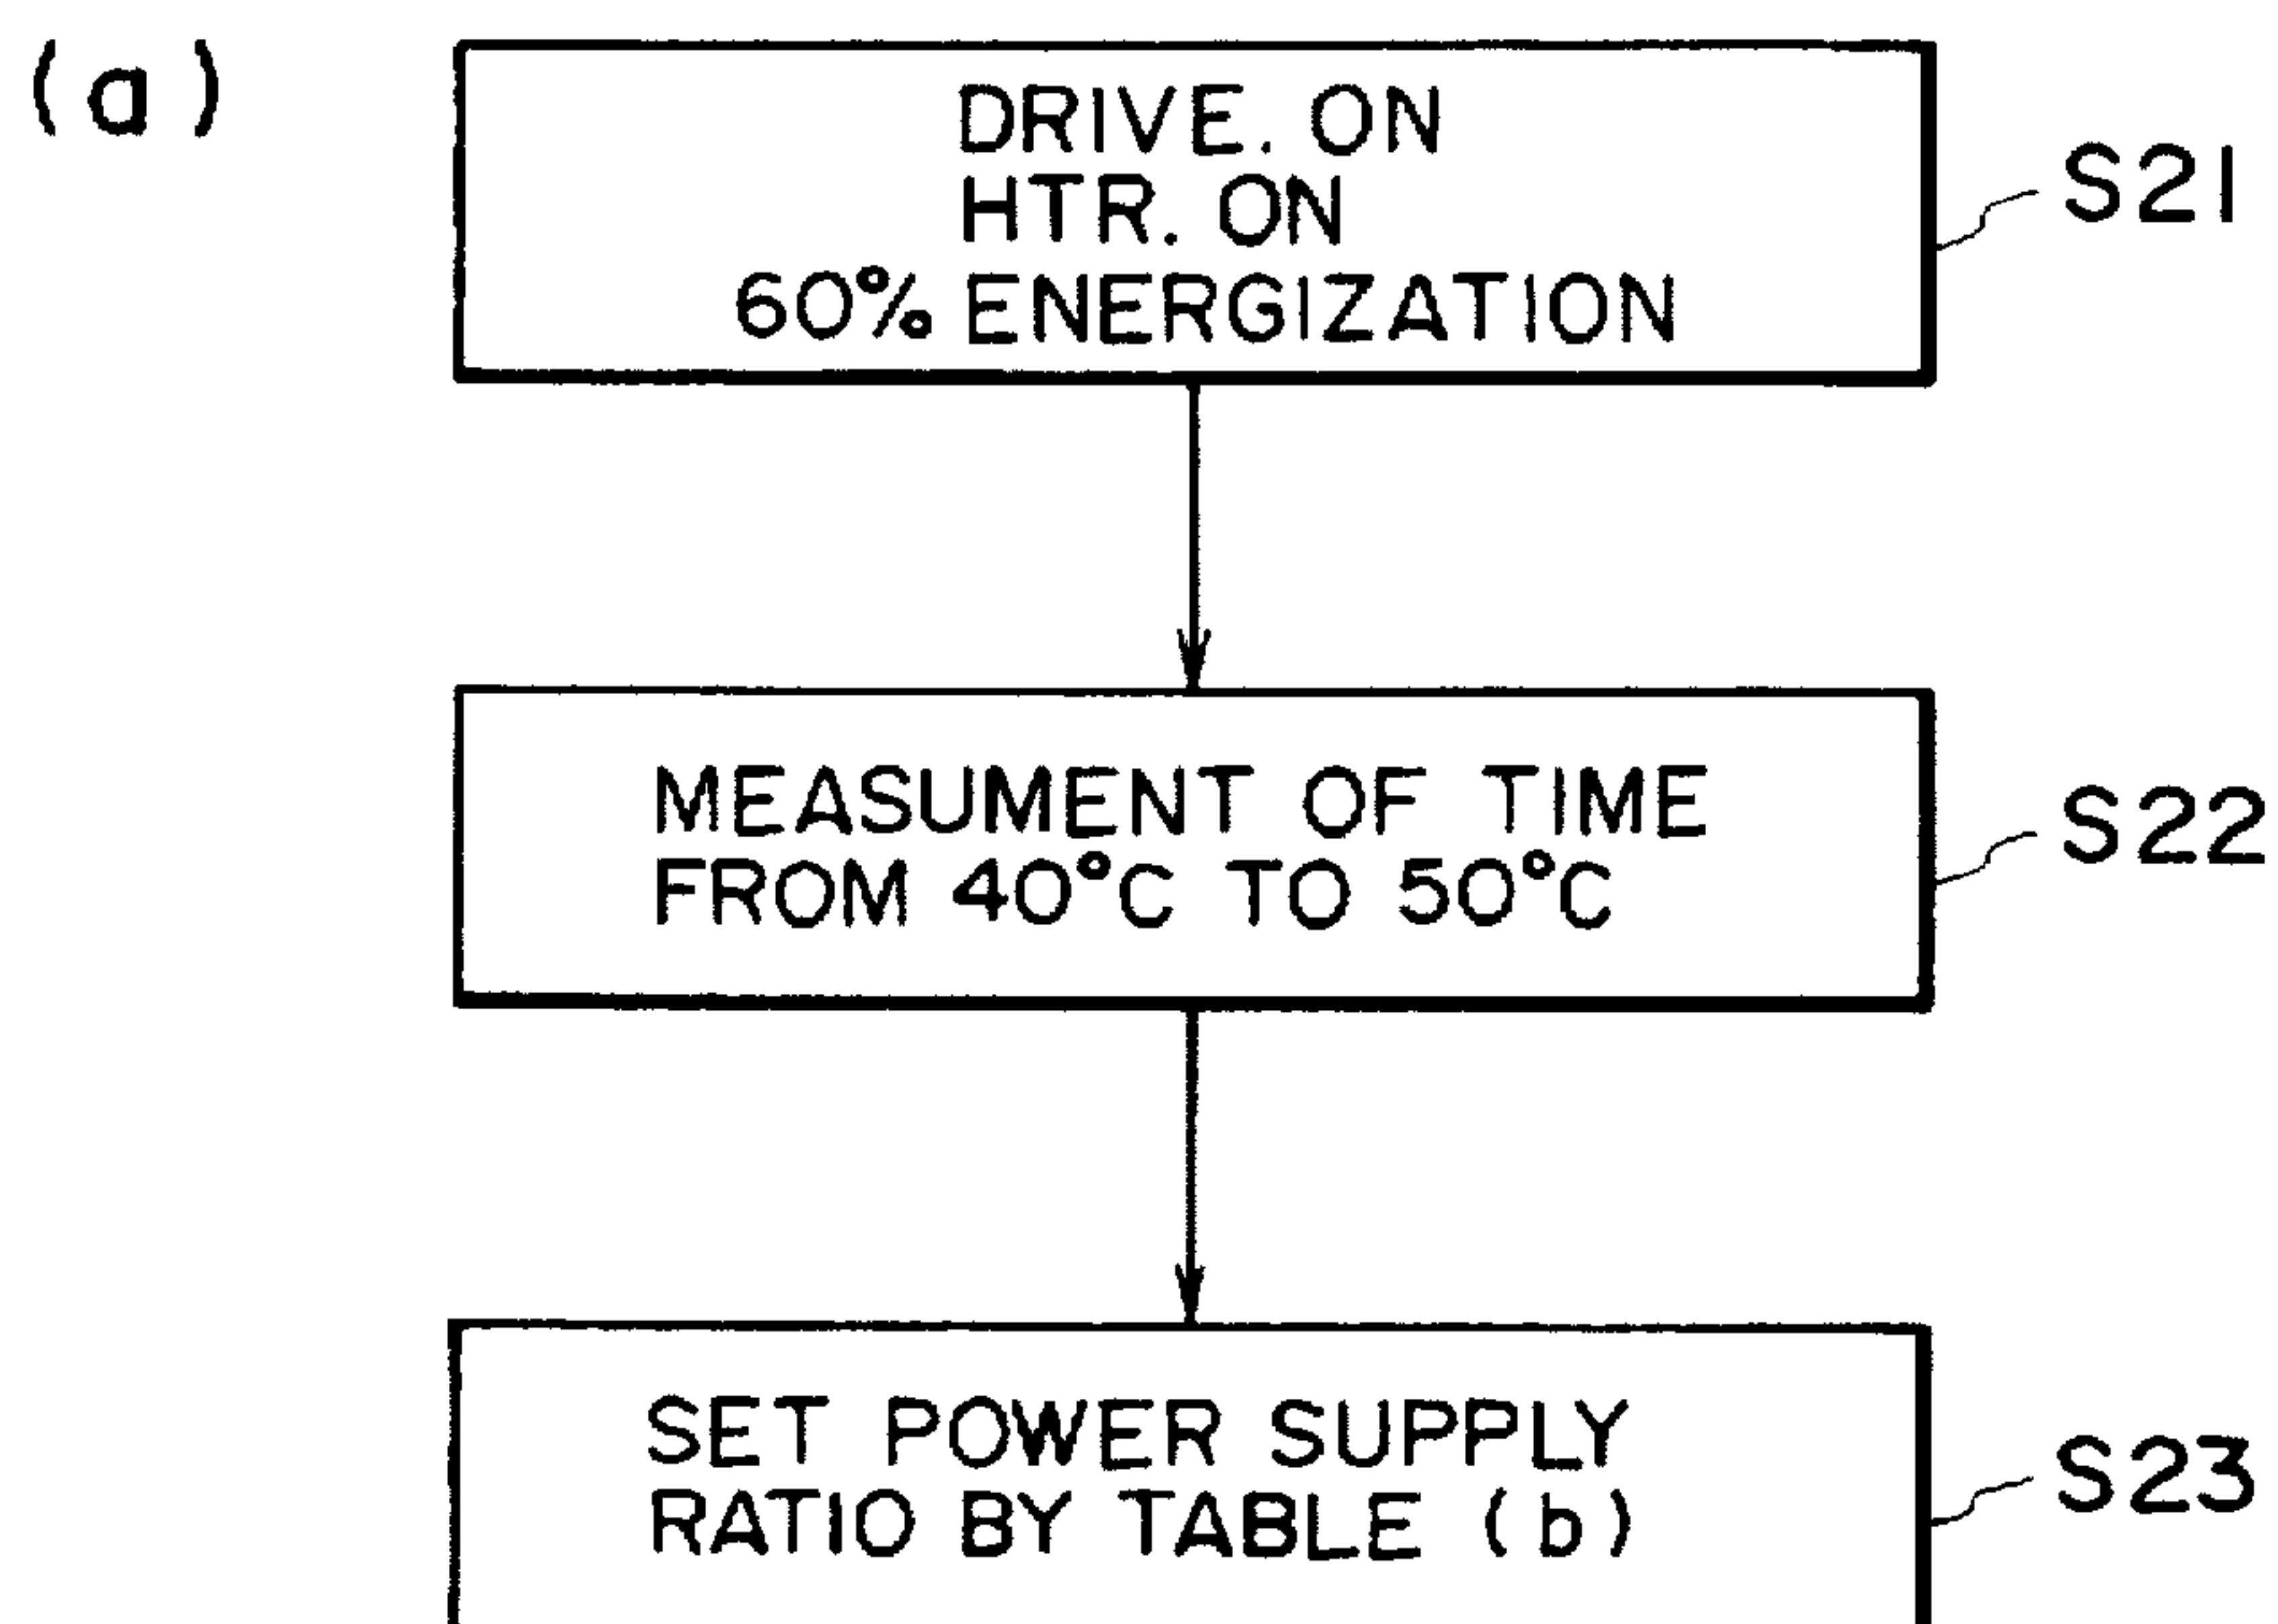 (a)
DRIVE. ON
HTR. ON
60% ENERGIZATION
S21
MEASUMENT OF TIME
FROM 40°C TO 50°C
S22
SET POWER SUPPLY
RATIO BY TABLE (b)
S23